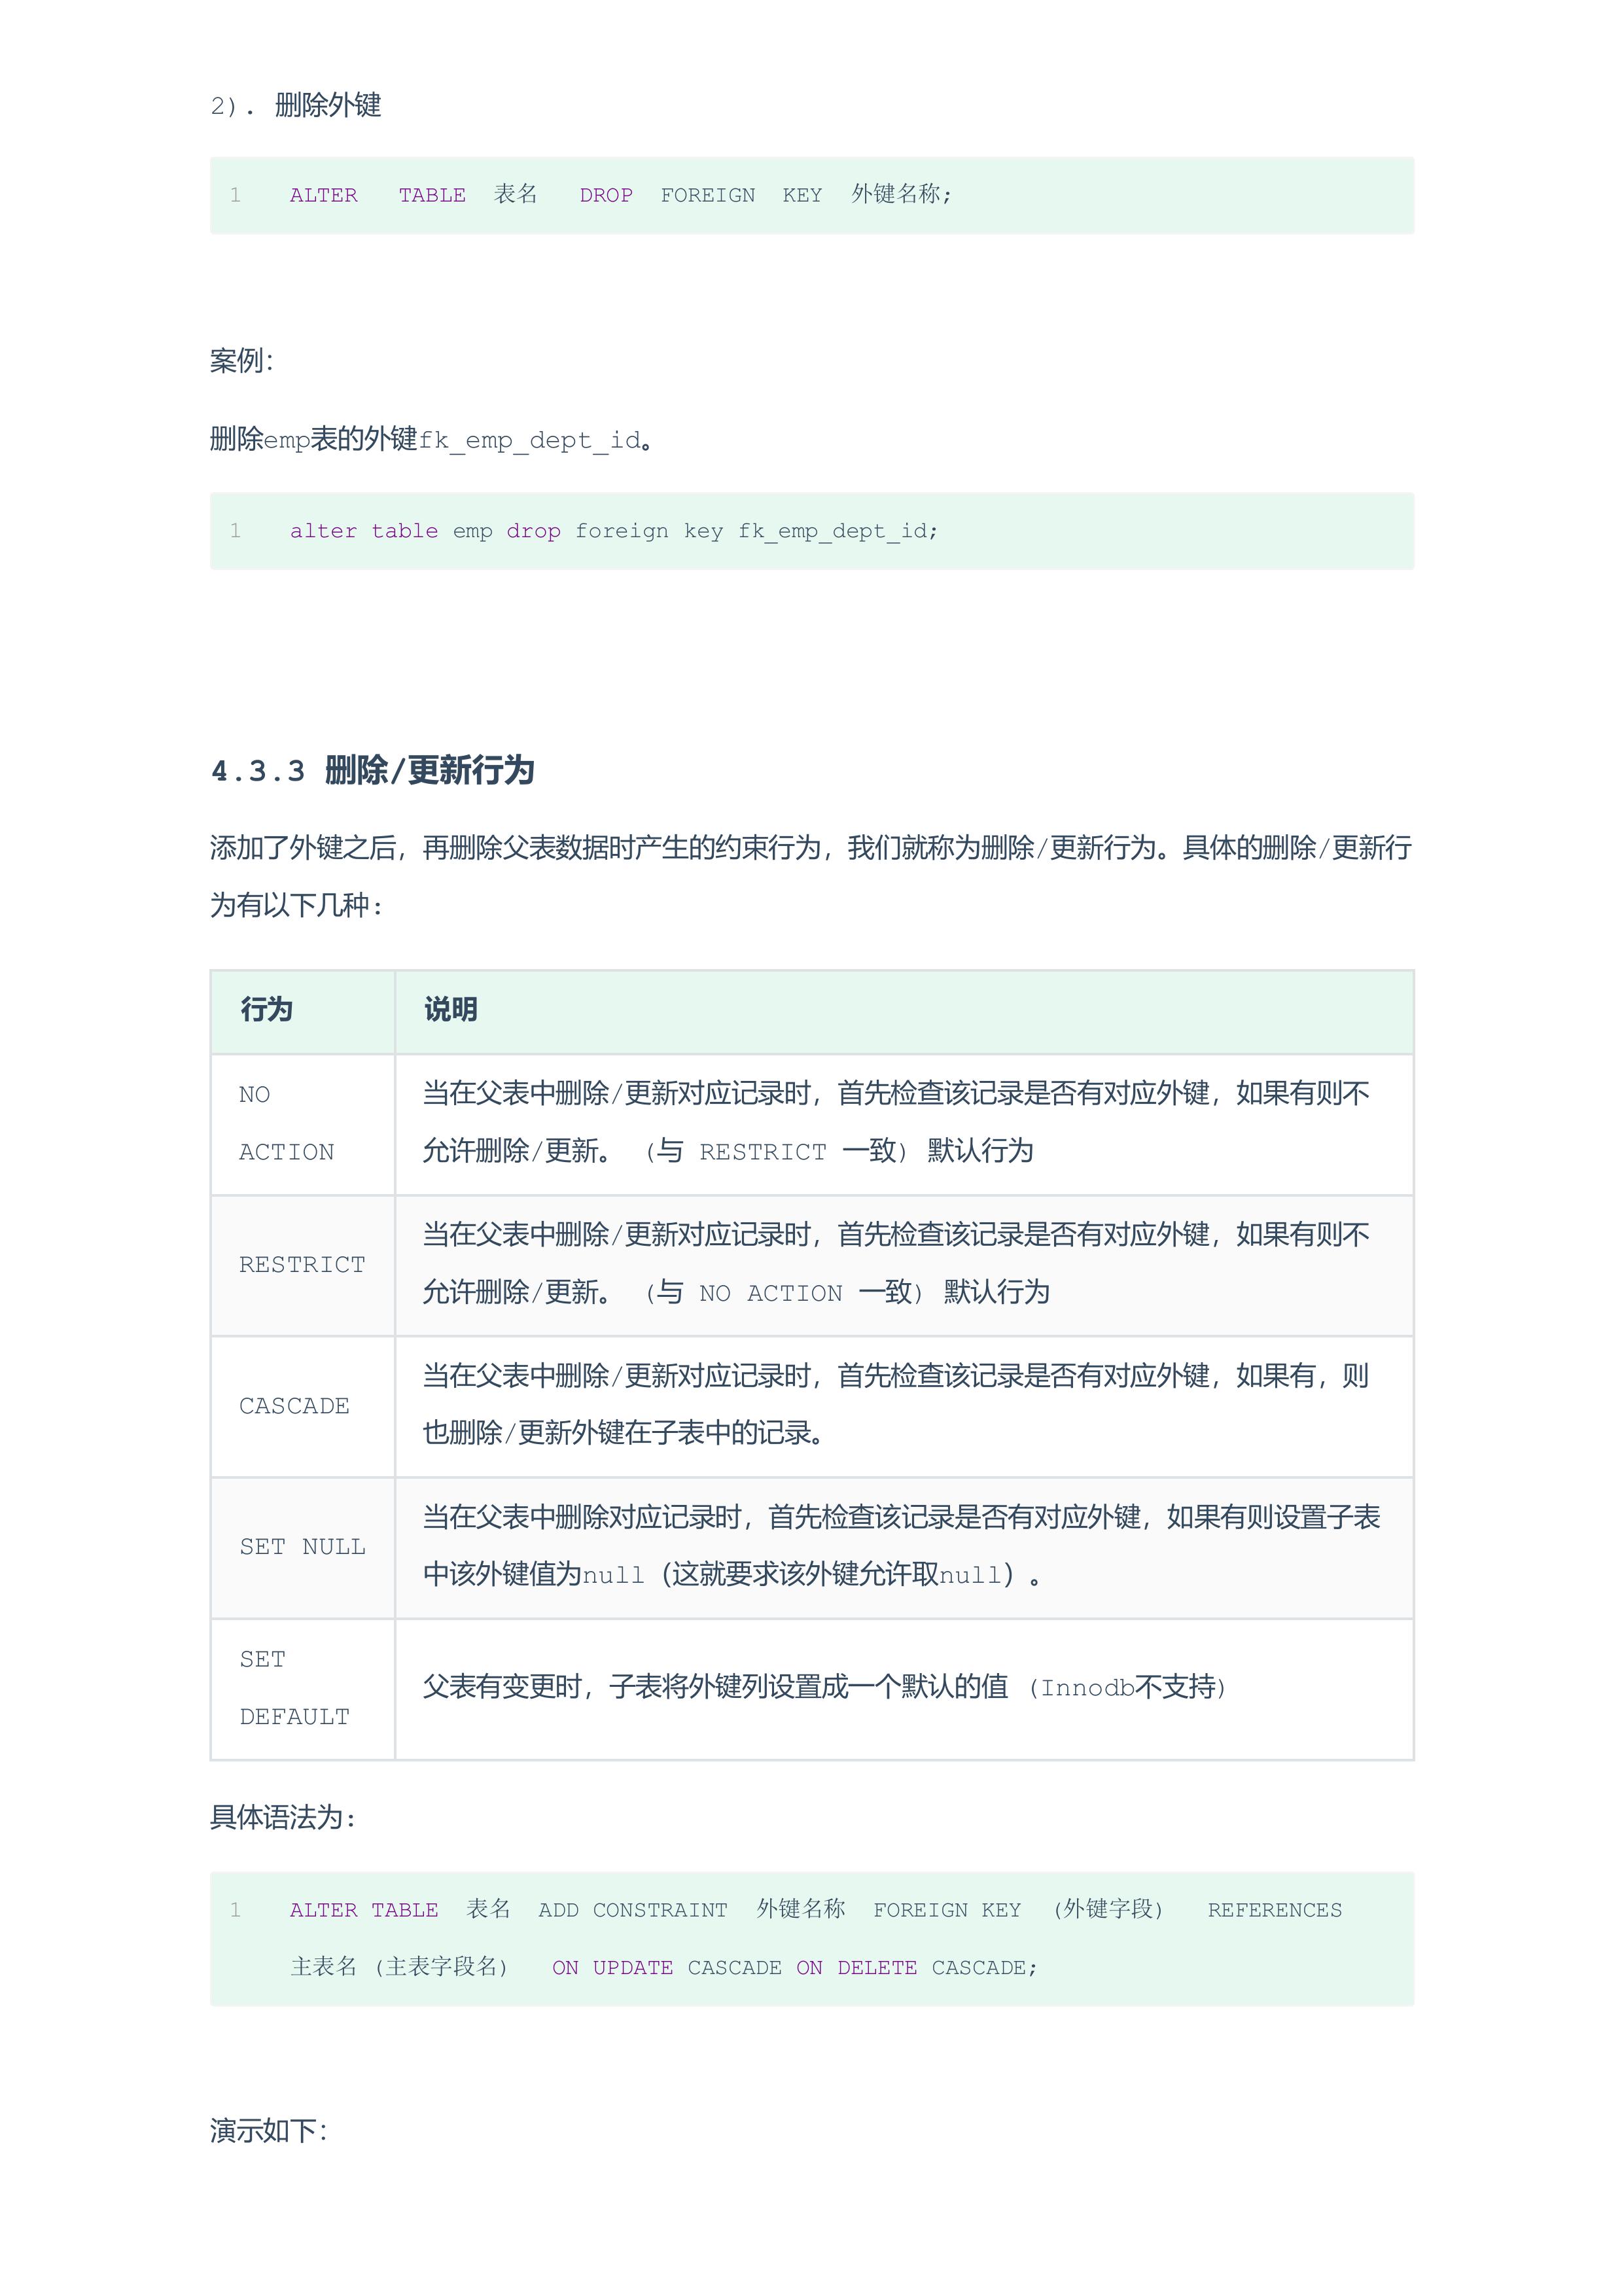 2). 删除外键
1 ALTER TABLE 表名 DROP FOREIGN KEY 外键名称;
案例：
删除emp表的外键fk_emp_dept_id。
1 alter table emp drop foreign key fk_emp_dept_id;
4.3.3 删除/更新行为
添加了外键之后，再删除父表数据时产生的约束行为，我们就称为删除/更新行为。具体的删除/更新行
为有以下几种:
行为 说明
NO
ACTION
当在父表中删除/更新对应记录时，首先检查该记录是否有对应外键，如果有则不
允许删除/更新。 (与 RESTRICT 一致) 默认行为
RESTRICT
当在父表中删除/更新对应记录时，首先检查该记录是否有对应外键，如果有则不
允许删除/更新。 (与 NO ACTION 一致) 默认行为
CASCADE
当在父表中删除/更新对应记录时，首先检查该记录是否有对应外键，如果有，则
也删除/更新外键在子表中的记录。
SET NULL
当在父表中删除对应记录时，首先检查该记录是否有对应外键，如果有则设置子表
中该外键值为null（这就要求该外键允许取null）。
SET
DEFAULT
父表有变更时，子表将外键列设置成一个默认的值 (Innodb不支持)
具体语法为:
1 ALTER TABLE 表名 ADD CONSTRAINT 外键名称 FOREIGN KEY (外键字段) REFERENCES
主表名 (主表字段名) ON UPDATE CASCADE ON DELETE CASCADE;
演示如下：